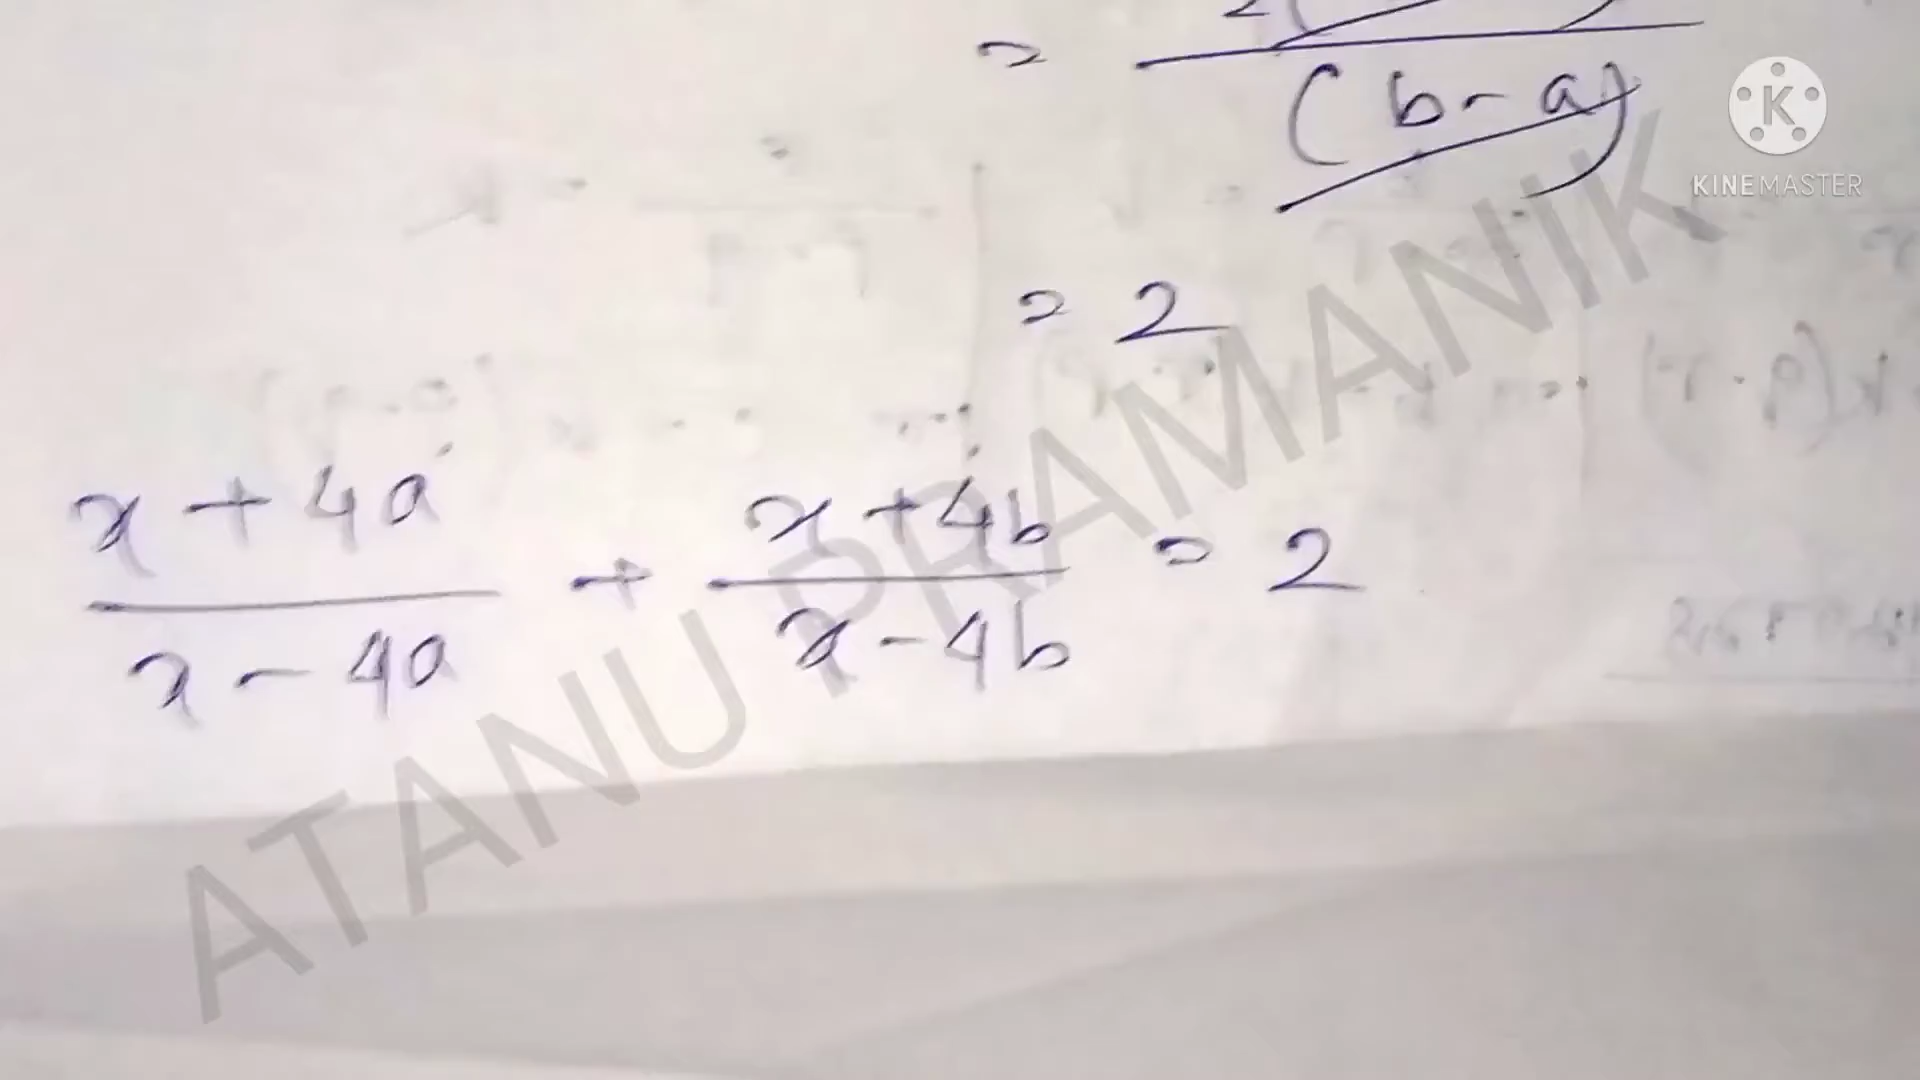 = 2(
(b-a)
KINEMASTER
= 2
x+4a/x-4a + x+4b/x-4b = 2
ATANU PRAMANIK